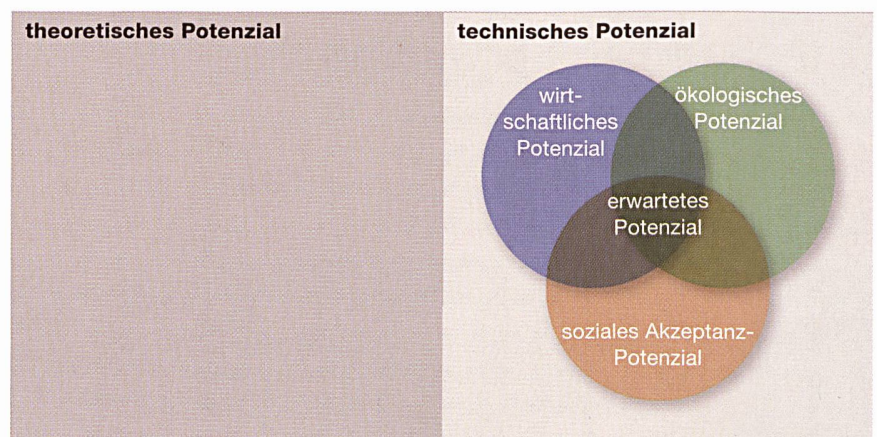 theoretisches Potenzial
technisches Potenzial
wirt-
schaftliches
Potenzial
ökologisches
Potenzial
erwartetes
Potenzial
soziales Akzeptanz-
Potenzial